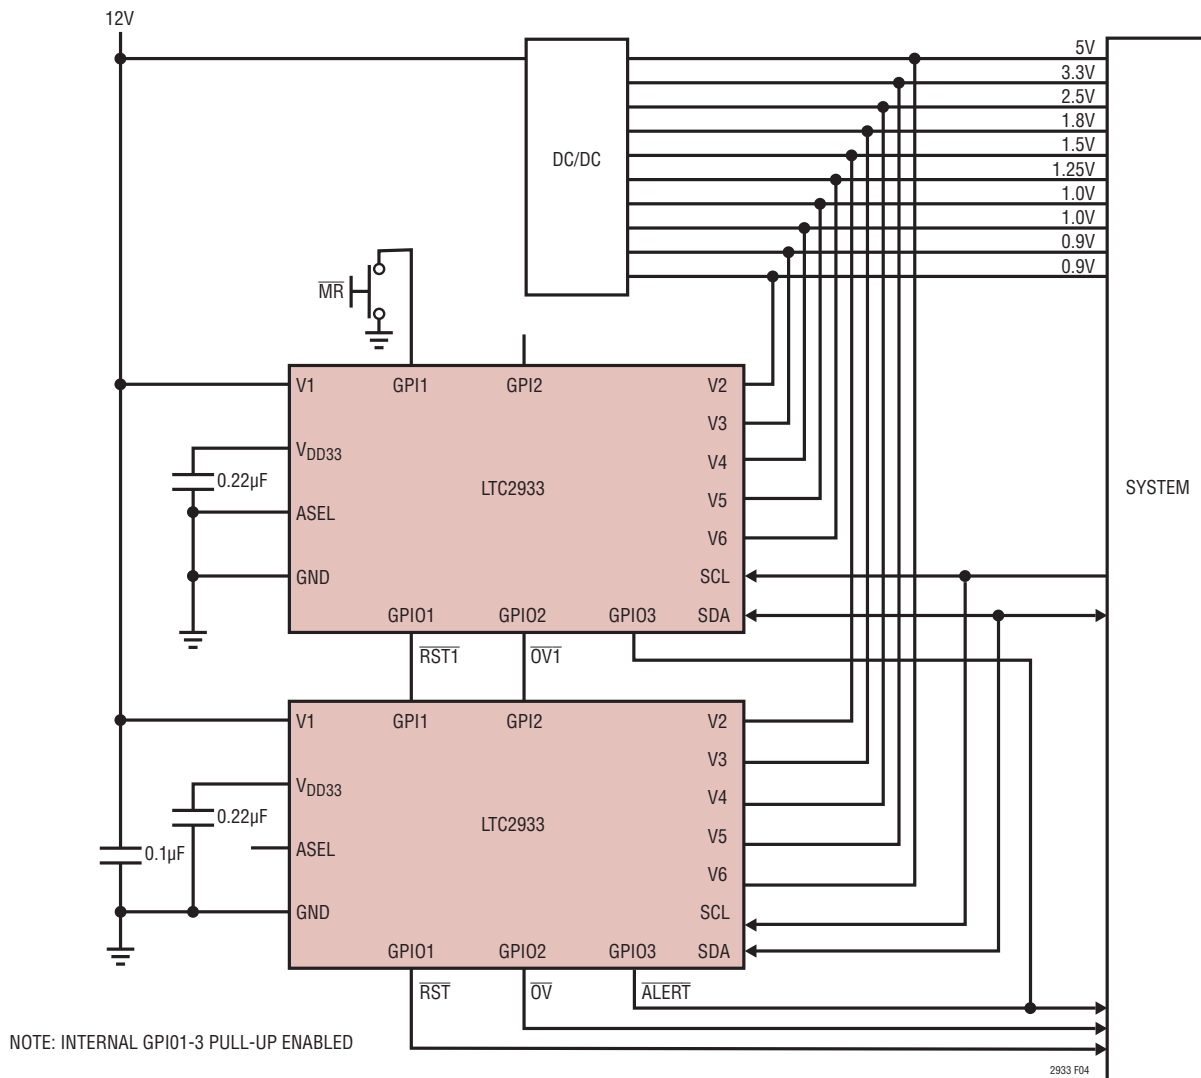 12V
5V
3.3V
2.5V
1.8V
1.5V
1.25V
1.0V
1.0V
0.9V
0.9V
DC/DC
MR
V1
GPI1
GPI2
V2
V3
V4
V5
V6
VDD33
0.22µF
ASEL
GND
LTC2933
SYSTEM
SCL
SDA
GPIO1
GPIO2
GPIO3
RST1
OV1
V1
GPI1
GPI2
V2
V3
V4
V5
V6
VDD33
0.22µF
0.1µF
ASEL
GND
LTC2933
SCL
SDA
GPIO1
GPIO2
GPIO3
RST
OV
ALERT
NOTE: INTERNAL GPI01-3 PULL-UP ENABLED
2933 F04